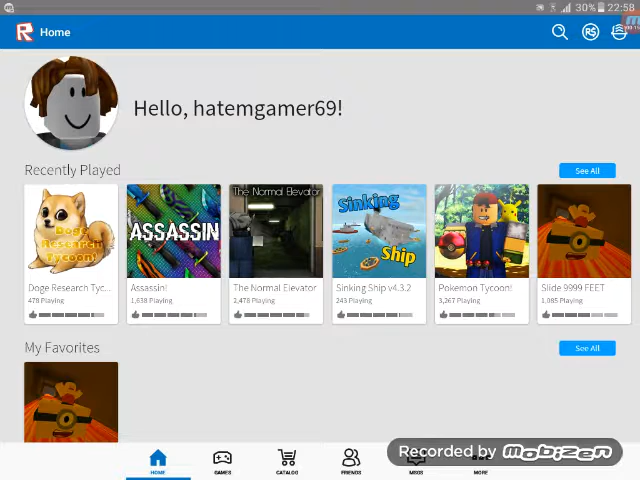 30% 22:58
Home
Hello, hatemgamer69!
Recently Played
See All
Doge
Research
Tycoon!
ASSASSIN
The Normal Elevator
Sinking
Ship
Doge Research Tyc...
Assassin!
The Normal Elevator
Sinking Ship v4.3.2
Pokemon Tycoon!
Slide 9999 FEET
478 Playing
1,638 Playing
2,478 Playing
243 Playing
3,267 Playing
1,085 Playing
My Favorites
See All
Recorded by Mobizen
HOME
GAMES
CATALOG
FRIENDS
MSGS
MORE